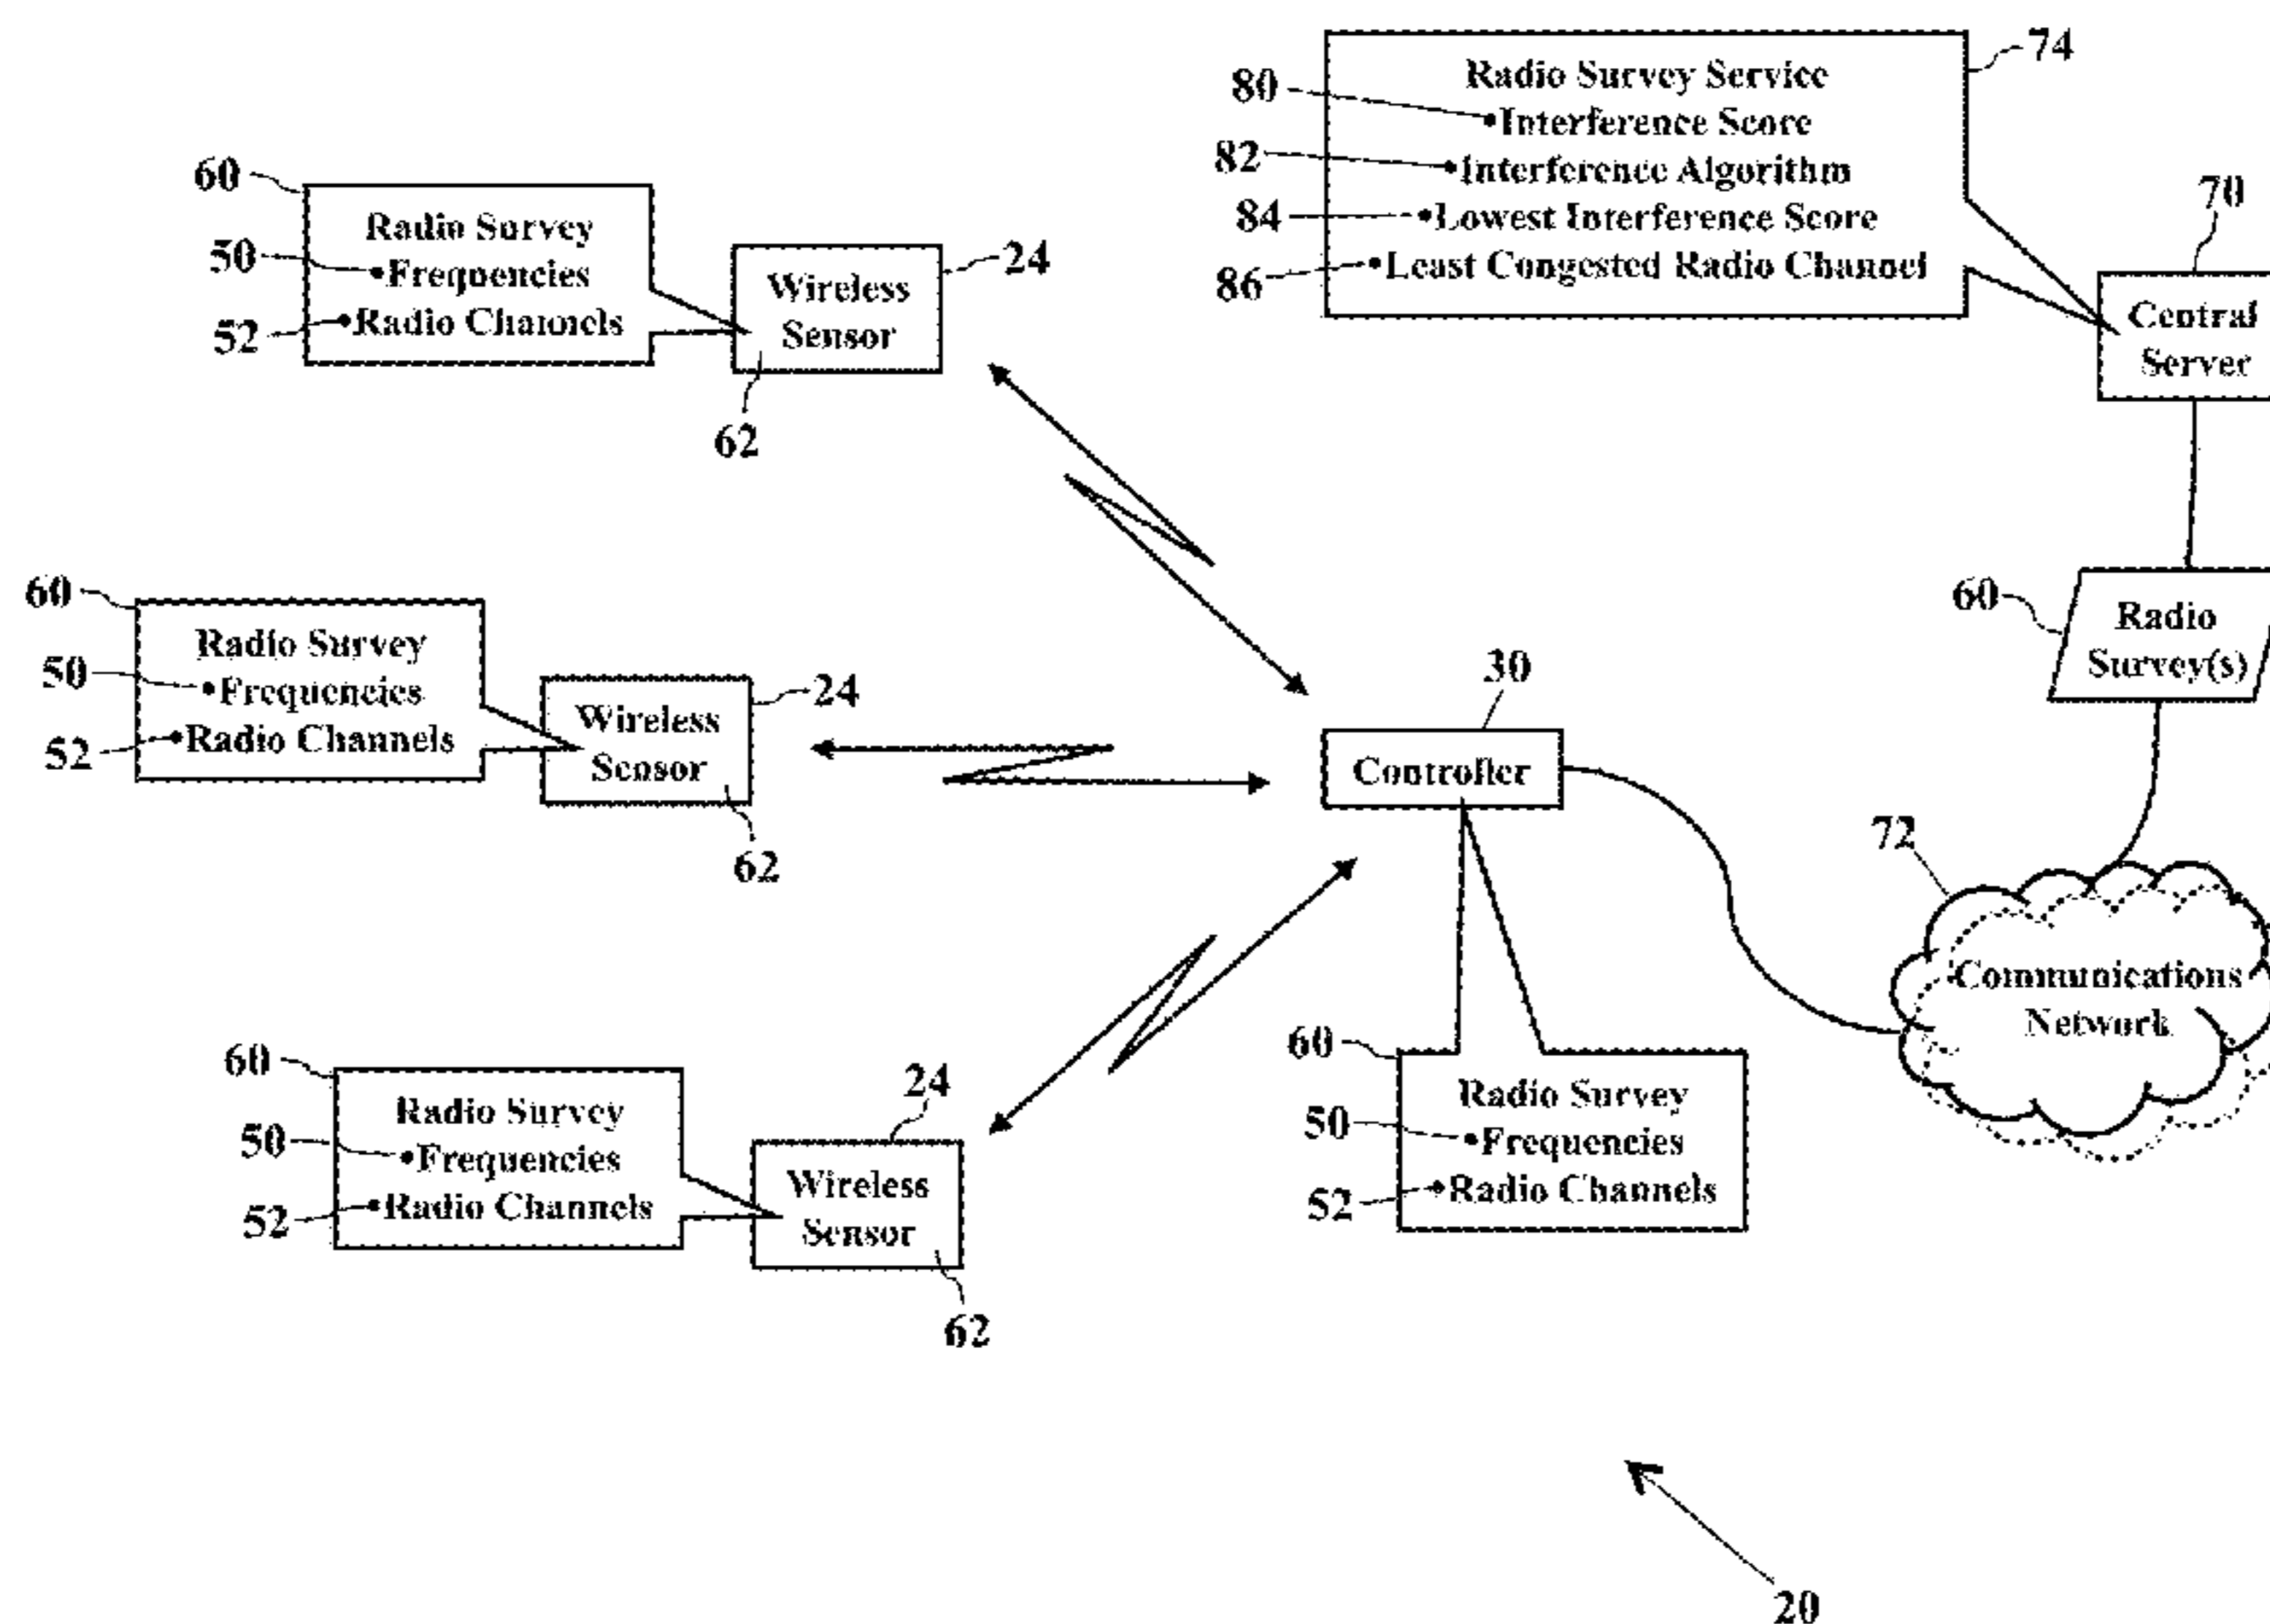 74
Radio Survey Service
80
•Interference Score
82
•Interference Algorithm
84
•Lowest Interference Score
86
•Least Congested Radio Channel
70
Central
Server
60
Radio Survey
50
•Frequencies
52
•Radio Channels
24
Wireless
Sensor
62
60
Radio
Survey(s)
60
Radio Survey
50
•Frequencies
52
•Radio Channels
24
Wireless
Sensor
62
30
Controller
72
Communications
Network
60
Radio Survey
50
•Frequencies
52
•Radio Channels
24
Wireless
Sensor
62
60
Radio Survey
50
•Frequencies
52
•Radio Channels
20